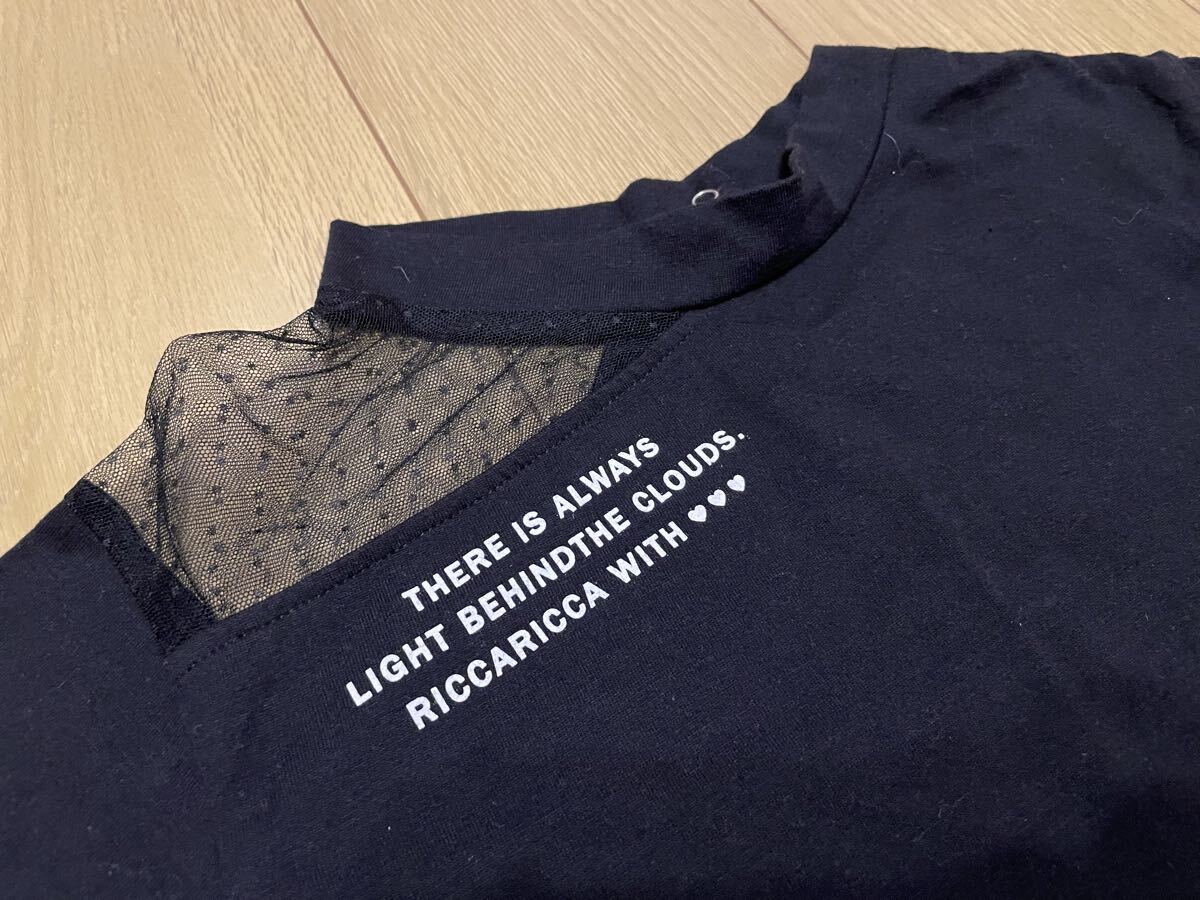 THERE IS ALWAYS
LIGHT BEHINDTHE CLOUDS.
RICCARICCA WITH ♥♥♥